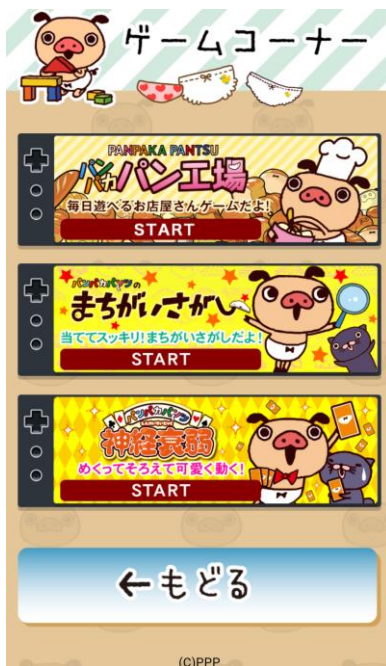 ゲームコーナー
PANPAKA PANTSU
パンパカパン工場
毎日遊べるお店屋さんゲームだよ!
START
パンパカパンツの
まちがいさがし
当ててスッキリ!まちがいさがしだよ!
START
パンパカパンツの
神経衰弱
めくってそろえて可愛く動く!
START
←もどる
(C)PPP